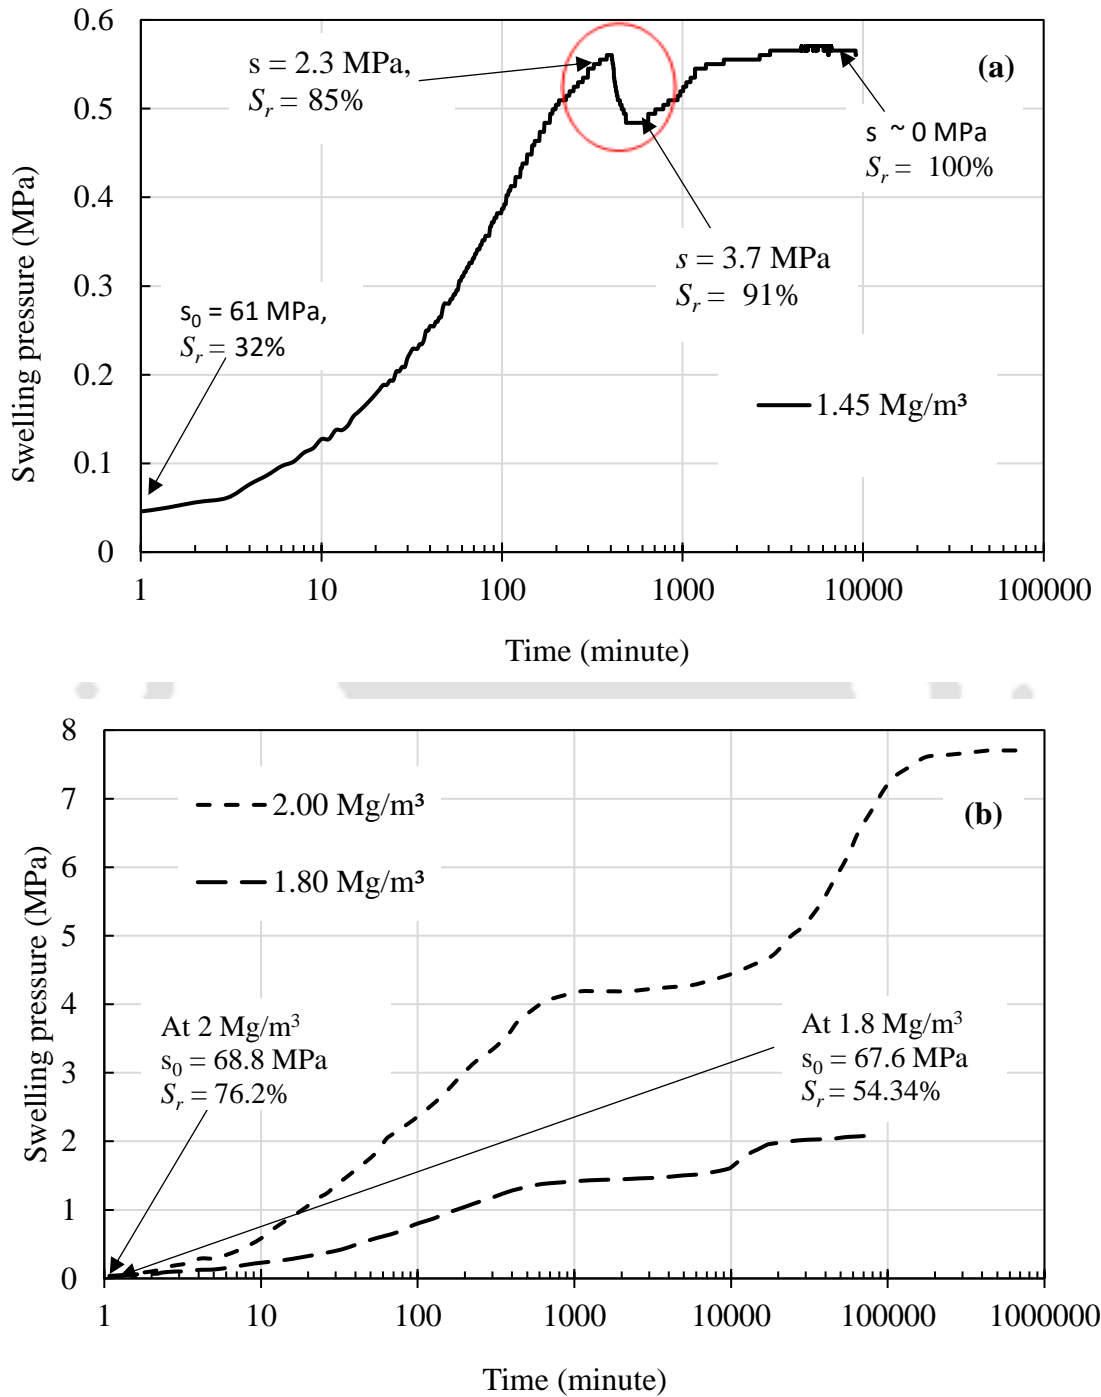 0.6
0.5
0.4
0.3
0.2
0.1
0
Swelling pressure (MPa)
s = 2.3 MPa,
Sᵣ = 85%
(a)
s ~ 0 MPa
Sᵣ = 100%
s = 3.7 MPa
Sᵣ = 91%
s₀ = 61 MPa,
Sᵣ = 32%
1.45 Mg/m³
1 10 100 1000 10000 100000
Time (minute)
8
7
6
5
4
3
2
1
0
Swelling pressure (MPa)
2.00 Mg/m³
(b)
1.80 Mg/m³
At 2 Mg/m³
s₀ = 68.8 MPa
Sᵣ = 76.2%
At 1.8 Mg/m³
s₀ = 67.6 MPa
Sᵣ = 54.34%
1 10 100 1000 10000 100000 1000000
Time (minute)